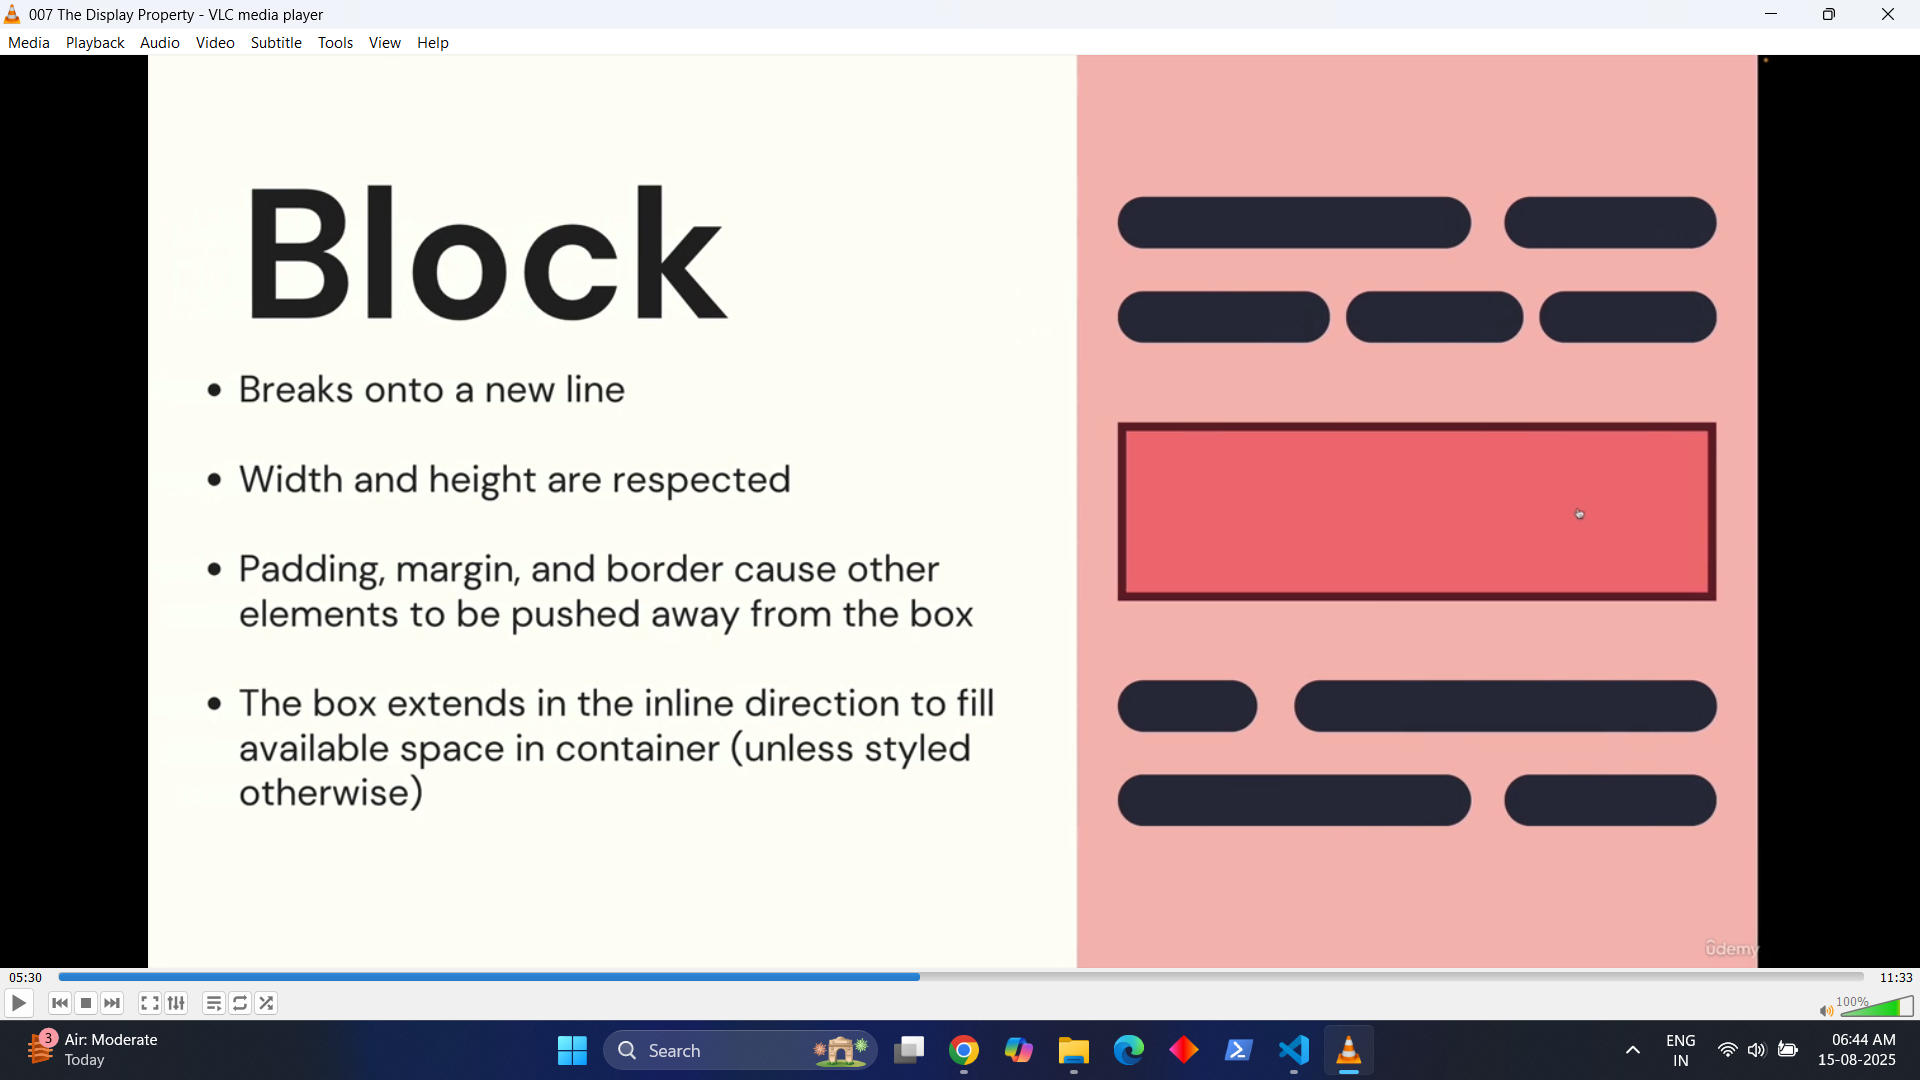 007 The Display Property - VLC media player
Media Playback Audio Video Subtitle Tools View Help
Block
• Breaks onto a new line
• Width and height are respected
• Padding, margin, and border cause other
elements to be pushed away from the box
• The box extends in the inline direction to fill
available space in container (unless styled
otherwise)
ûdemy
05:30
11:33
100%
3
Air: Moderate
Today
Search
ENG
IN
06:44 AM
15-08-2025